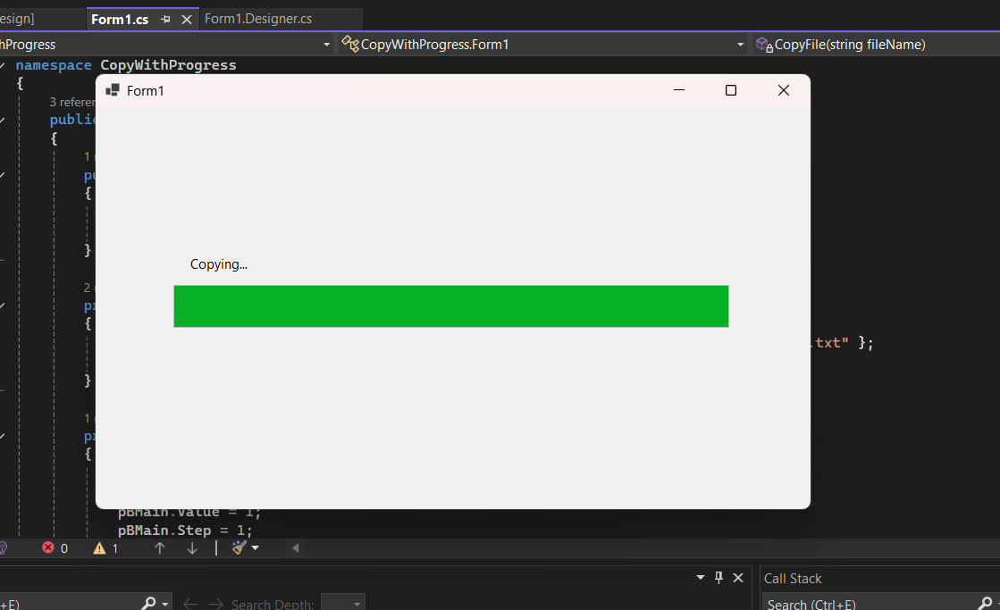 esign]
Form1.cs
Form1.Designer.cs
hProgress
CopyWithProgress.Form1
CopyFile(string fileName)
namespace CopyWithProgress
{
3 referen
public
{
1
pu
{
}
Form1
Copying...
2
pr
{
.txt" };
}
1
pr
{
pBMain.Value = 1;
pBMain.Step = 1;
0
1
Call Stack
+E)
Search Depth:
Search (Ctrl+E)